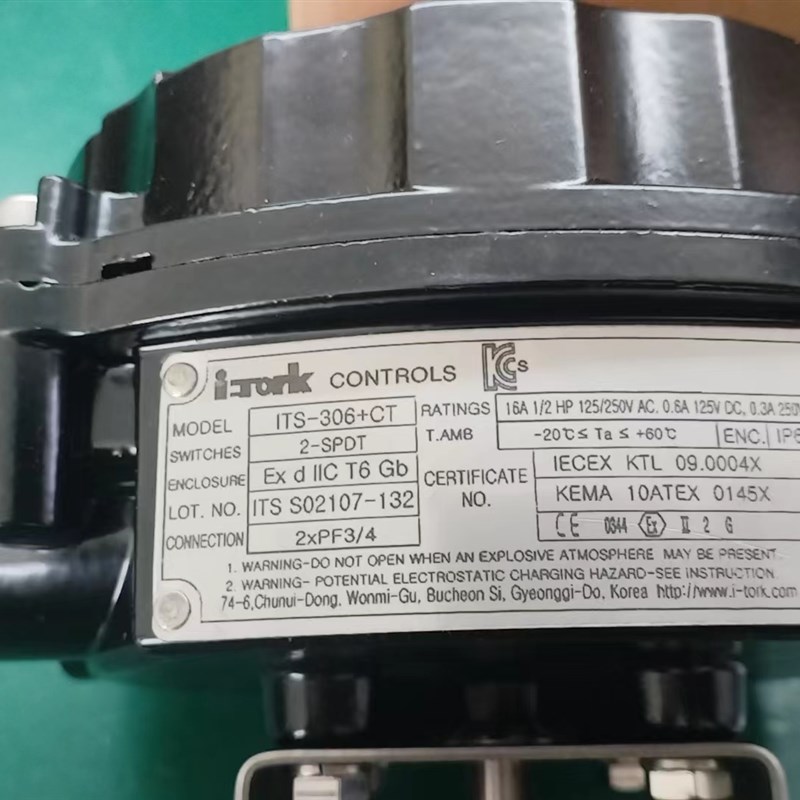 i-TORK CONTROLS KCs
MODEL ITS-306+CT
SWITCHES 2-SPDT
ENCLOSURE Ex d IIC T6 Gb
LOT. NO. ITS S02107-132
CONNECTION 2xPF3/4
RATINGS 16A 1/2 HP 125/250V AC. 0.6A 125V DC, 0.3A 250V
T.AMB -20℃≤ Ta ≤ +60℃ ENC.
CERTIFICATE NO. IECEX KTL 09.0004X
KEMA 10ATEX 0145X
CE 0344 Ex II 2 G
1. WARNING-DO NOT OPEN WHEN AN EXPLOSIVE ATMOSPHERE MAY BE PRESENT.
2. WARNING- POTENTIAL ELECTROSTATIC CHARGING HAZARD-SEE INSTRUCTION
74-6,Chunui-Dong, Wonmi-Gu, Bucheon Si, Gyeonggi-Do, Korea http://www.i-tork.com